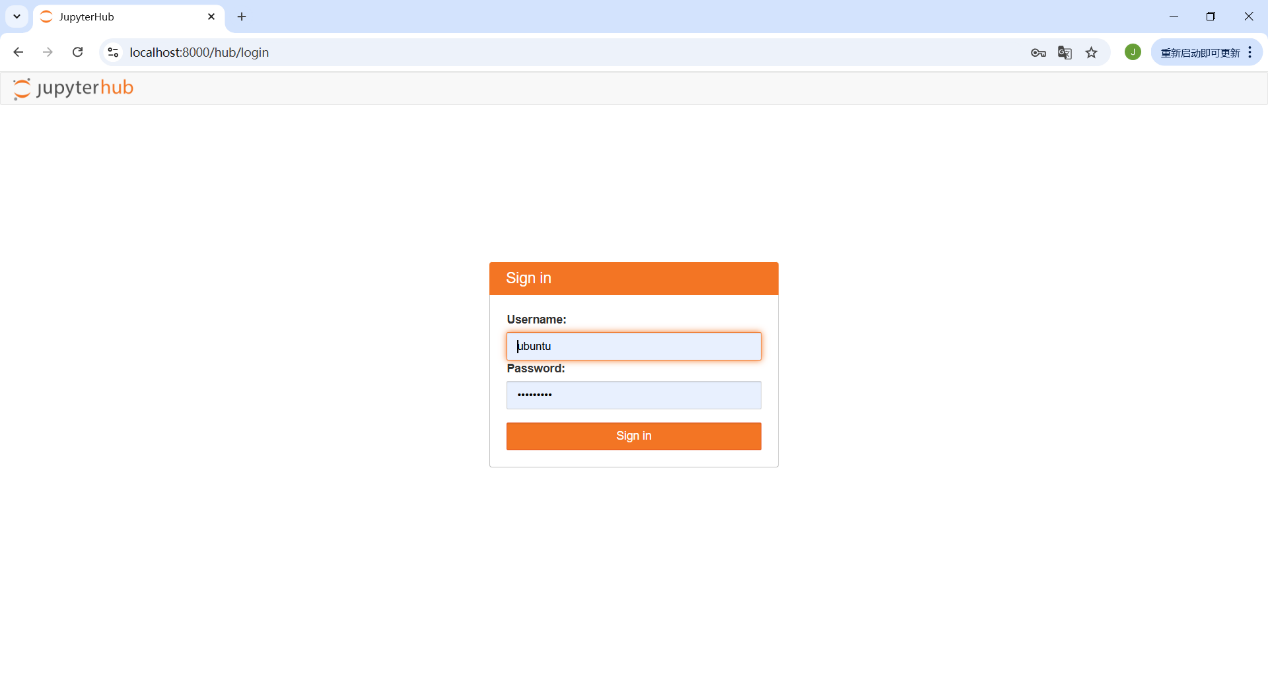 JupyterHub
localhost:8000/hub/login
J
重新启动即可更新
jupyterhub
Sign in
Username:
ubuntu
Password:
•••••••••
Sign in